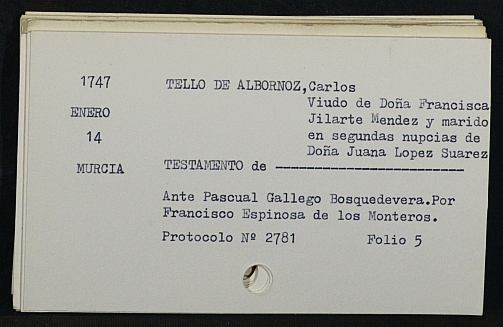 1747 TELLO DE ALBORNOZ,Carlos
Viudo de Doña Francisca
ENERO Jilarte Mendez y marido
14 en segundas nupcias de
Doña Juana Lopez Suarez
MURCIA TESTAMENTO de ------------------------
Ante Pascual Gallego Bosquedevera.Por
Francisco Espinosa de los Monteros.
Protocolo Nº 2781 Folio 5